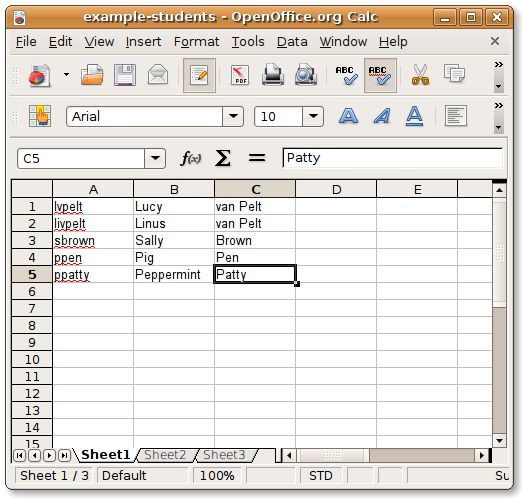 example-students - OpenOffice.org Calc
File Edit View Insert Format Tools Data Window Help
PDF ABC ABC »
Arial 10 A A A »
C5 f(x) Σ = Patty
A B C D E
1 lvpelt Lucy van Pelt
2 livpelt Linus van Pelt
3 sbrown Sally Brown
4 ppen Pig Pen
5 ppatty Peppermint Patty
6
7
8
9
10
11
12
13
14
15
Sheet1 Sheet2 Sheet3
Sheet 1 / 3 Default 100% STD Su